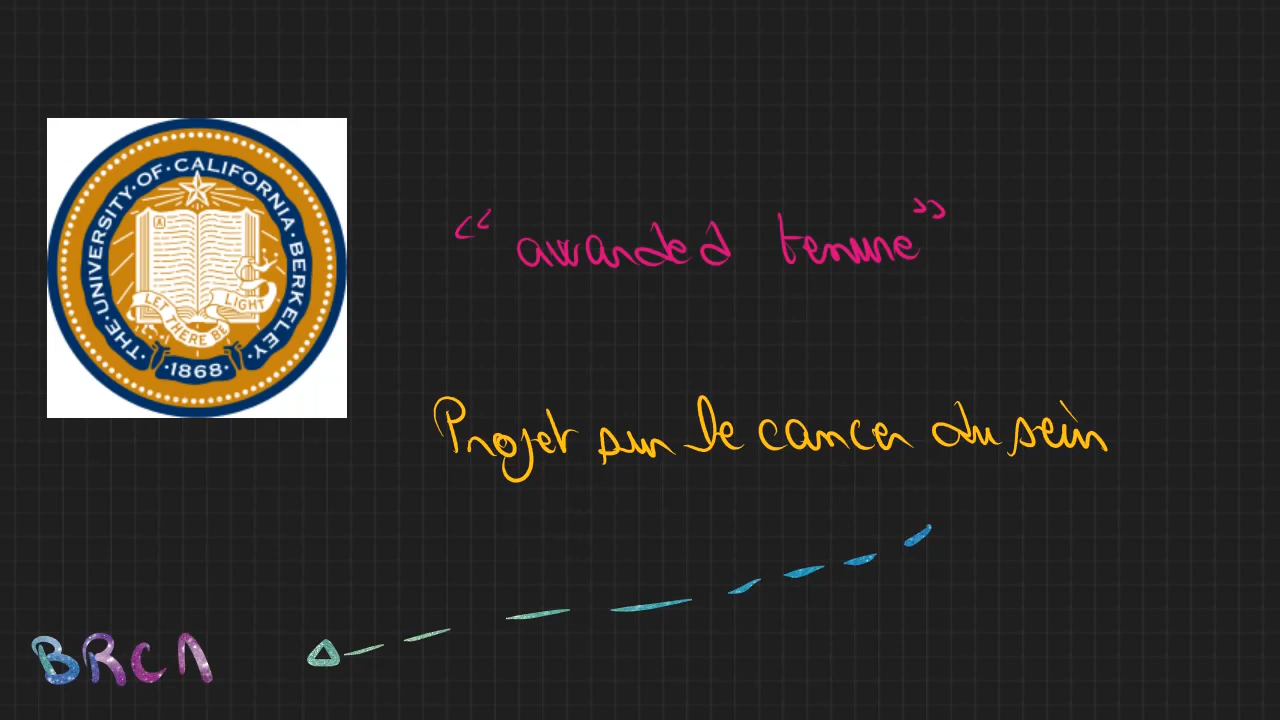 THE·UNIVERSITY·OF·CALIFORNIA·BERKELEY·
A
LET THERE BE LIGHT
·1868·
“awarded tenure”
Projet sur le cancer du sein
BRCA